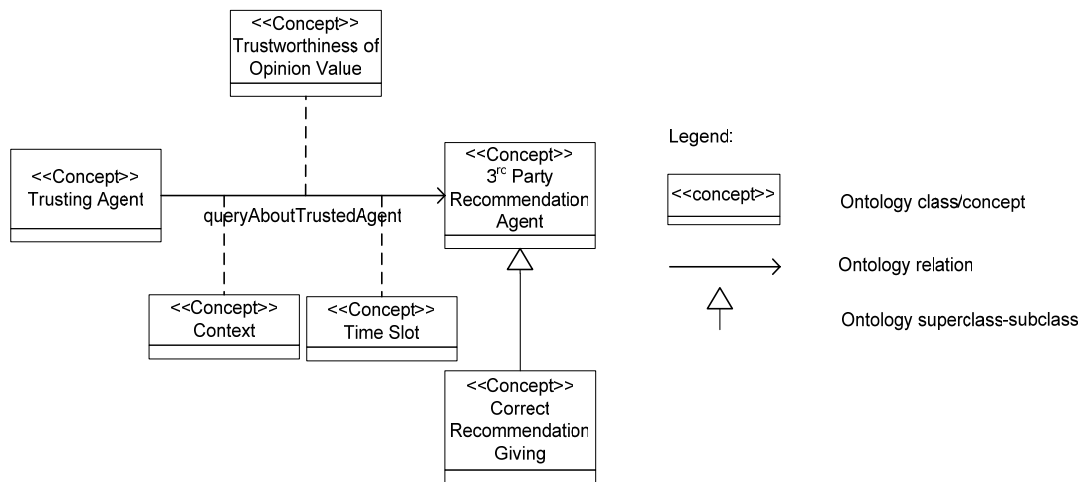 <<Concept>>
Trustworthiness of
Opinion Value
<<Concept>>
Trusting Agent
queryAboutTrustedAgent
<<Concept>>
3rc Party
Recommendation
Agent
<<Concept>>
Context
<<Concept>>
Time Slot
<<Concept>>
Correct
Recommendation
Giving
Legend:
<<concept>>
Ontology class/concept
Ontology relation
Ontology superclass-subclass